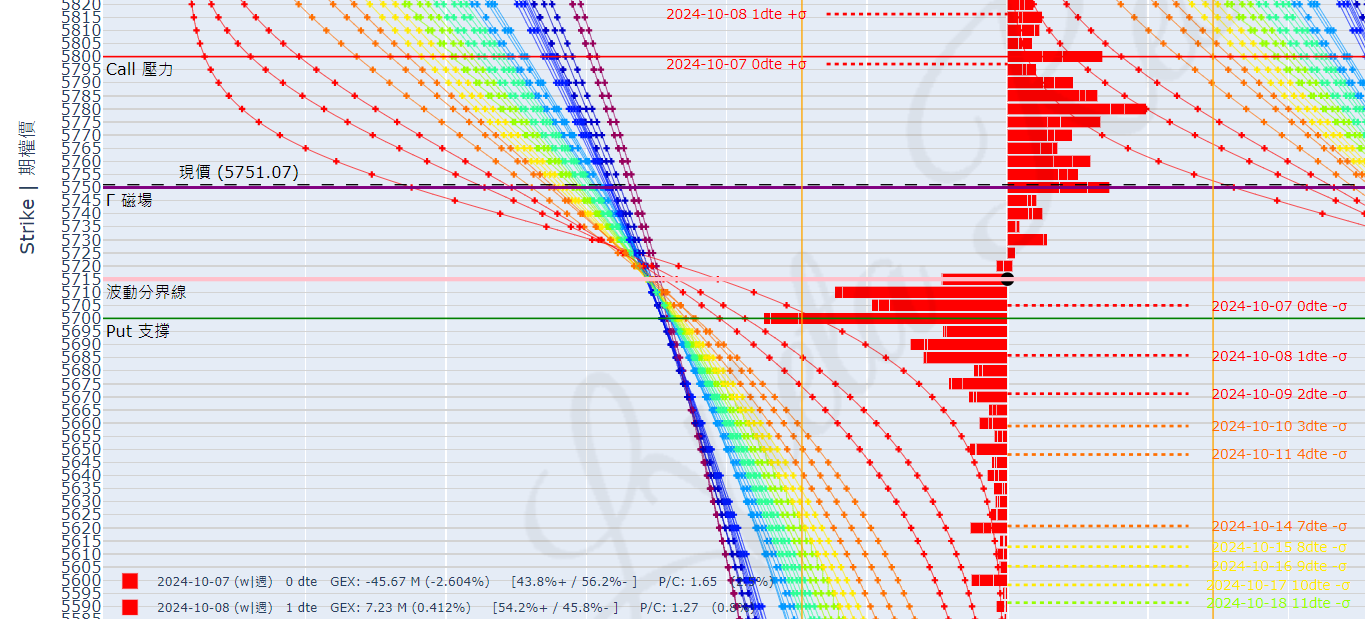 5820
5815
2024-10-08 1dte +σ
5810
5805
5800
2024-10-07 0dte +σ
5795
Call 壓力
5790
5785
5780
5775
5770
5765
5760
5755
現價 (5751.07)
5750
5745
Γ 磁場
5740
5735
5730
5725
5720
5715
5710
波動分界線
5705
2024-10-07 0dte -σ
5700
5695
Put 支撐
5690
5685
2024-10-08 1dte -σ
5680
5675
5670
2024-10-09 2dte -σ
5665
5660
2024-10-10 3dte -σ
5655
5650
2024-10-11 4dte -σ
5645
5640
5635
5630
5625
5620
2024-10-14 7dte -σ
5615
2024-10-15 8dte -σ
5610
5605
2024-10-16 9dte -σ
5600
2024-10-07 (w|週) 0 dte GEX: -45.67 M (-2.604%) [43.8%+ / 56.2%- ] P/C: 1.65
5595
2024-10-17 10dte -σ
5590
2024-10-08 (w|週) 1 dte GEX: 7.23 M (0.412%) [54.2%+ / 45.8%- ] P/C: 1.27
2024-10-18 11dte -σ
5585
Strike | 期權價